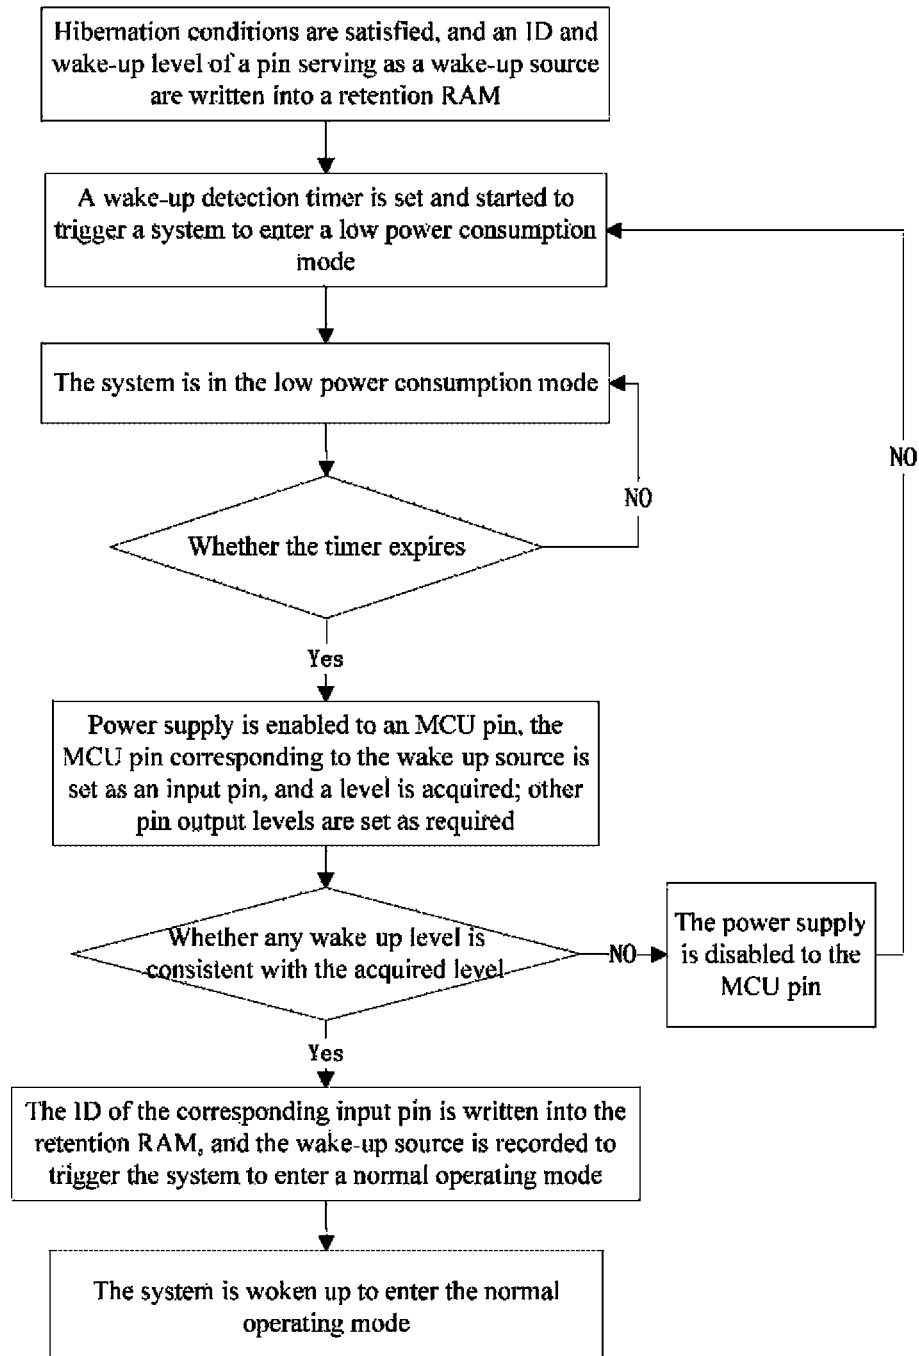 Hibernation conditions are satisfied, and an ID and
wake-up level of a pin serving as a wake-up source
are written into a retention RAM
A wake-up detection timer is set and started to
trigger a system to enter a low power consumption
mode
The system is in the low power consumption mode
NO
NO
Whether the timer expires
Yes
Power supply is enabled to an MCU pin, the
MCU pin corresponding to the wake up source is
set as an input pin, and a level is acquired; other
pin output levels are set as required
Whether any wake up level is
consistent with the acquired level
NO
The power supply
is disabled to the
MCU pin
Yes
The ID of the corresponding input pin is written into the
retention RAM, and the wake-up source is recorded to
trigger the system to enter a normal operating mode
The system is woken up to enter the normal
operating mode